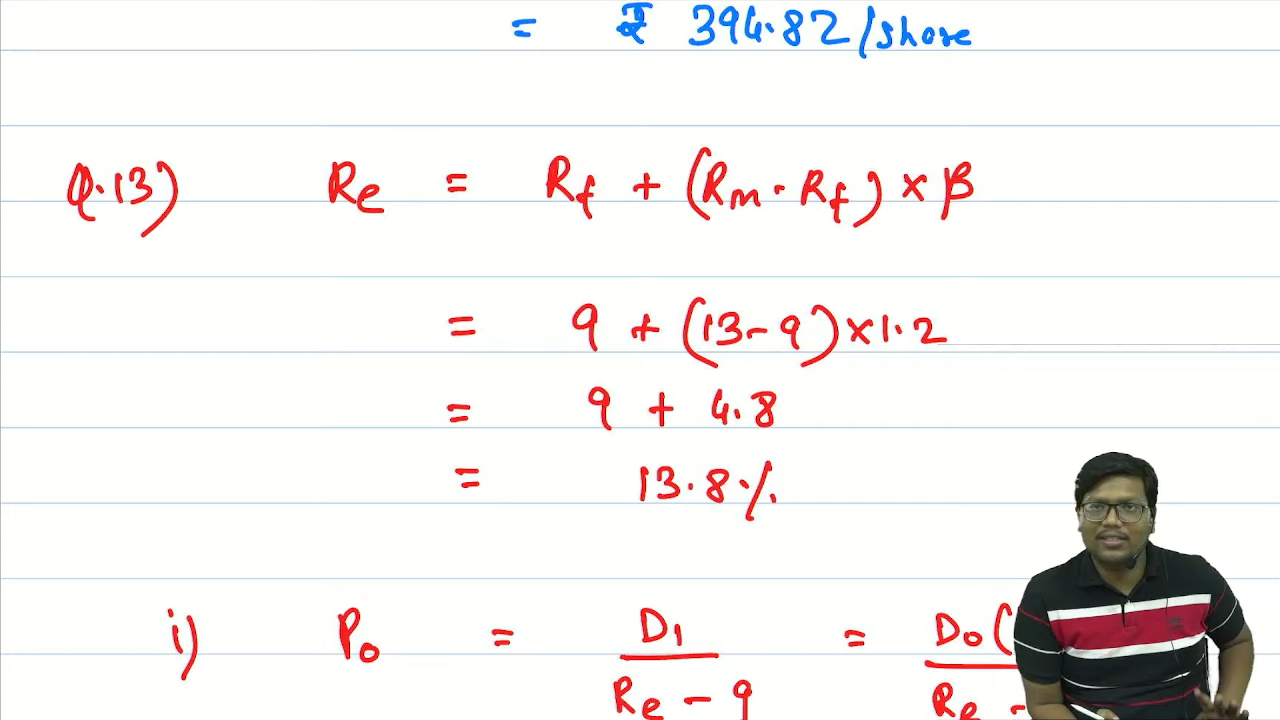 = ₹ 394.82/share
Q.13) Re = Rf + (Rm - Rf) × β
= 9 + (13-9)×1.2
= 9 + 4.8
= 13.8%
i) P₀ = D₁ / Re - g = D₀( / Re -